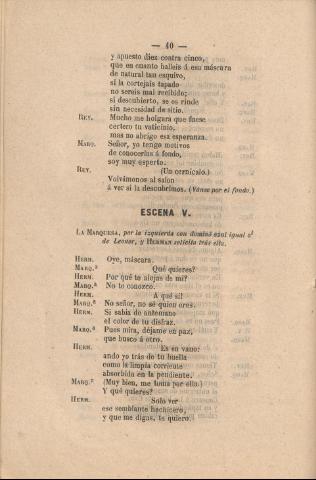 — 40 —
y apuesto diez contra cinco,
que en cuanto halleis á esa máscara
de natural tan esquivo,
si la cortejais tapado
no sereis mal recibido;
si descubierto, se os rinde
sin necesidad de sitio.
REY. Mucho me holgara que fuese
certero tu vaticinio,
mas no abrigo esa esperanza.
MARQ. Señor, yo tengo motivos
de conocerlas á fondo,
soy muy esperto.
REY. (Un cernícalo.)
Volvámonos al salon
á ver si la descubrimos. (Vánse por el fondo.)
ESCENA V.
LA MARQUESA, por la izquierda con dominó azul igual al
de Leonor, y HERMAN solícito tras ella.
HERM. Oye, máscara.
MARQ.ª Qué quieres?
HERM. Por qué te alejas de mí?
MARQ.ª No te conozco.
HERM. A qué sí!
MARQ.ª No señor, no sé quien eres.
HERM. Si sabia de antemano
el color de tu disfraz.
MARQ.ª Pues mira, déjame en paz,
que busco á otro.
HERM. Es en vano:
ando yo trás de tu huella
como la limpia corriente
absorbida en la pendiente.
MARQ.ª (Muy bien, me toma por ella.)
Y qué quieres?
HERM. Solo ver
ese semblante hechicero,
y que me digas, te quiero.